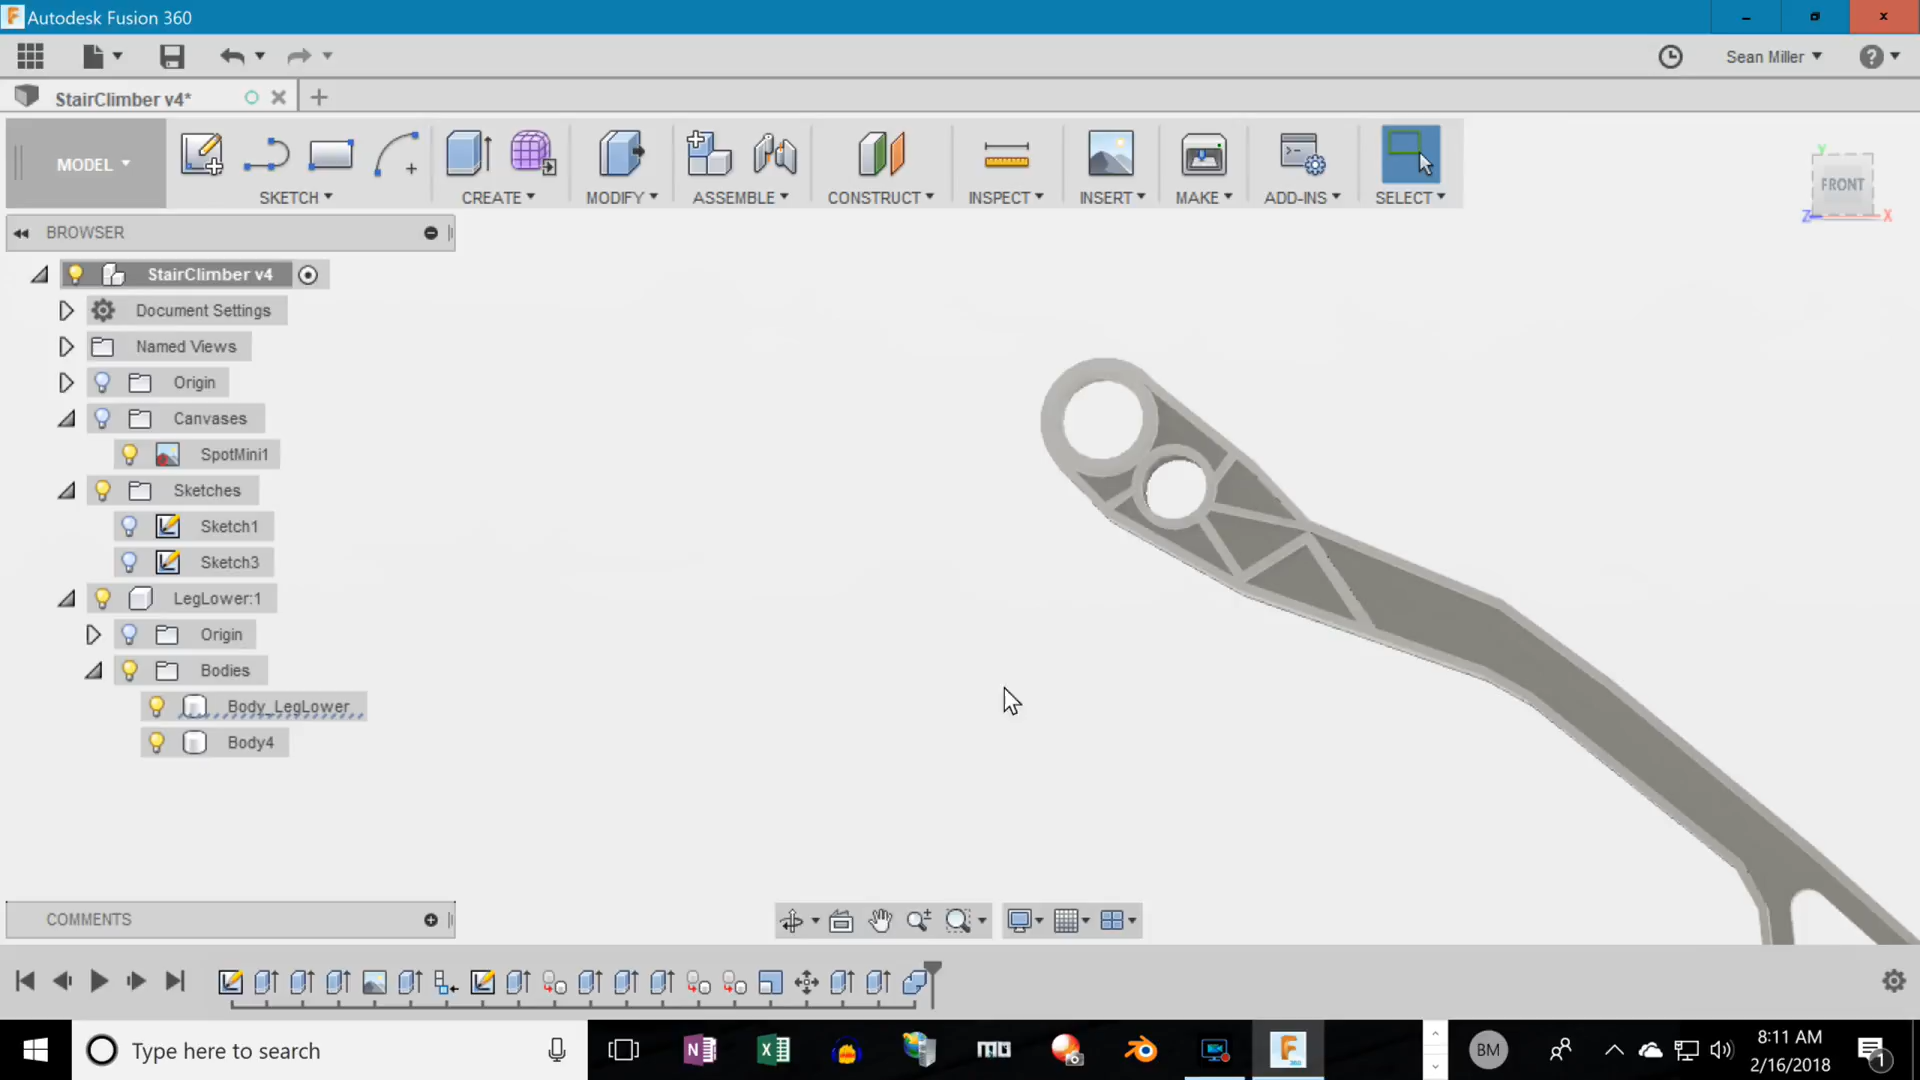 Autodesk Fusion 360
Sean Miller
StairClimber v4*
MODEL
SKETCH
CREATE
MODIFY
ASSEMBLE
CONSTRUCT
INSPECT
INSERT
MAKE
ADD-INS
SELECT
Y
FRONT
Z
X
BROWSER
StairClimber v4
Document Settings
Named Views
Origin
Canvases
SpotMini1
Sketches
Sketch1
Sketch3
LegLower:1
Origin
Bodies
Body_LegLower
Body4
COMMENTS
Type here to search
BM
8:11 AM
2/16/2018
1